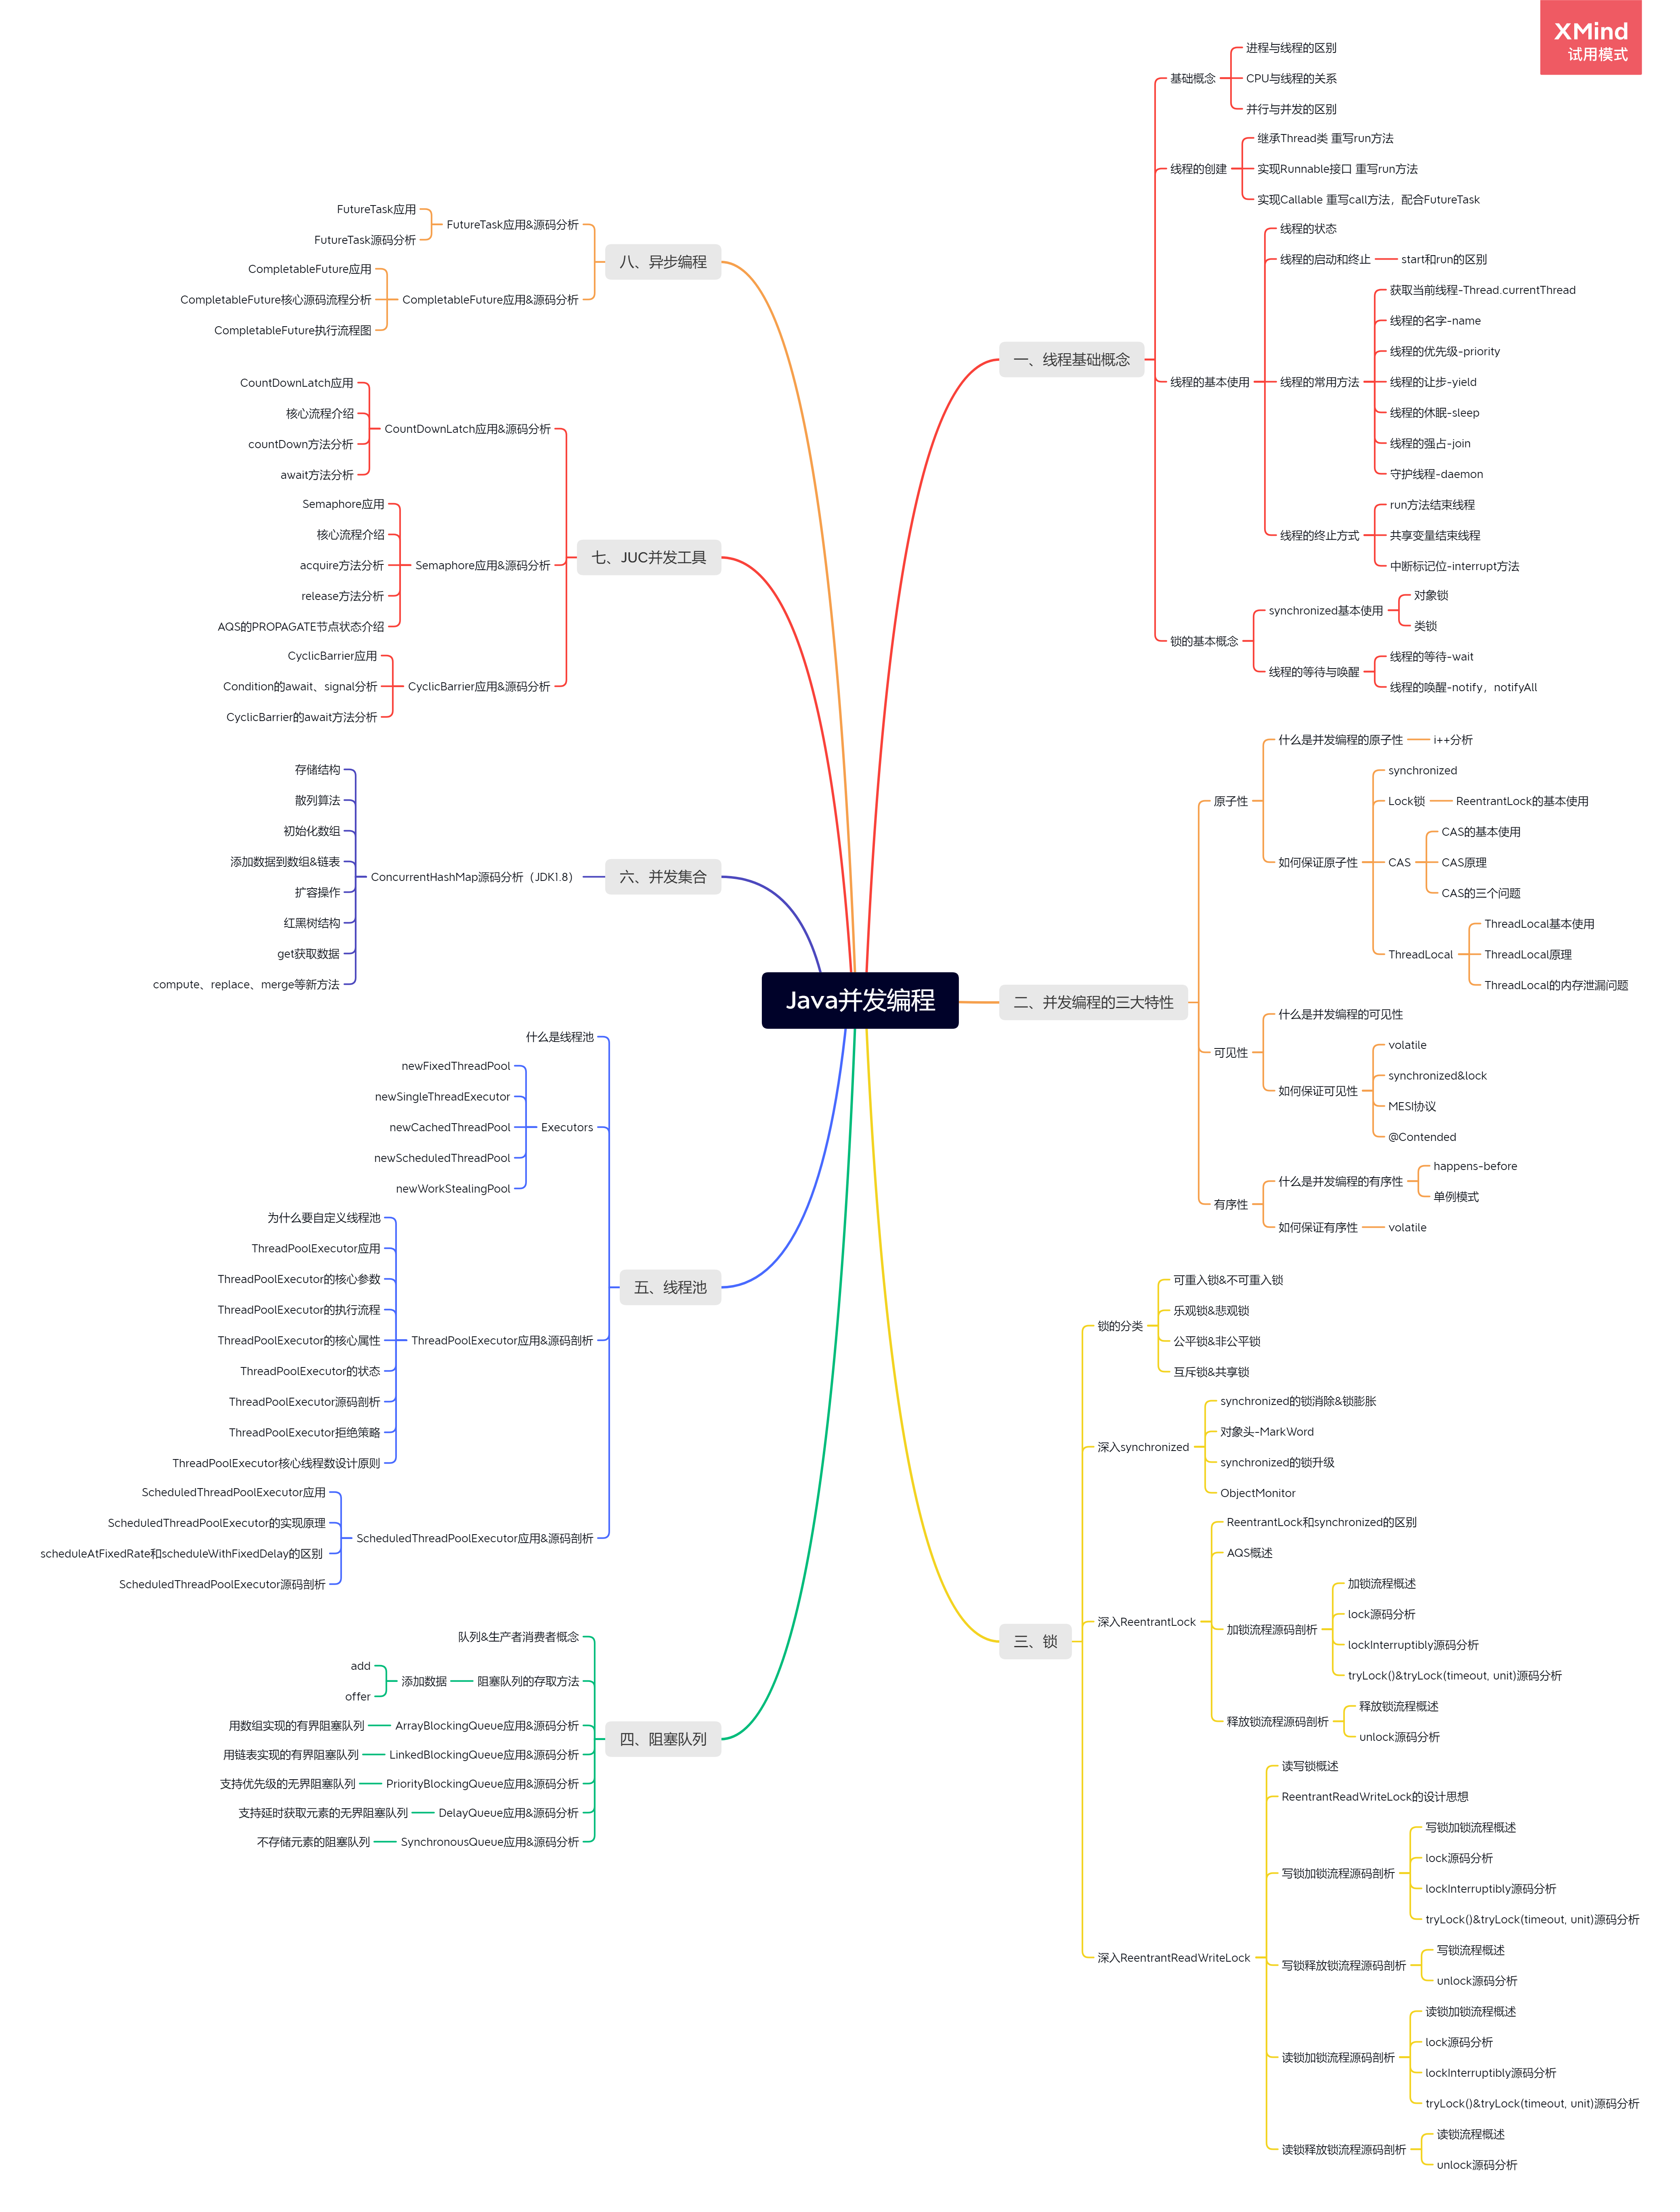 XMind
试用模式
Java并发编程
一、线程基础概念
基础概念
进程与线程的区别
CPU与线程的关系
并行与并发的区别
线程的创建
继承Thread类 重写run方法
实现Runnable接口 重写run方法
实现Callable 重写call方法，配合FutureTask
线程的基本使用
线程的状态
线程的启动和终止
start和run的区别
线程的常用方法
获取当前线程-Thread.currentThread
线程的名字-name
线程的优先级-priority
线程的让步-yield
线程的休眠-sleep
线程的强占-join
守护线程-daemon
线程的终止方式
run方法结束线程
共享变量结束线程
中断标记位-interrupt方法
锁的基本概念
synchronized基本使用
对象锁
类锁
线程的等待与唤醒
线程的等待-wait
线程的唤醒-notify，notifyAll
二、并发编程的三大特性
原子性
什么是并发编程的原子性
i++分析
如何保证原子性
synchronized
Lock锁
ReentrantLock的基本使用
CAS
CAS的基本使用
CAS原理
CAS的三个问题
ThreadLocal
ThreadLocal基本使用
ThreadLocal原理
ThreadLocal的内存泄漏问题
可见性
什么是并发编程的可见性
如何保证可见性
volatile
synchronized&lock
MESI协议
@Contended
有序性
什么是并发编程的有序性
happens-before
单例模式
如何保证有序性
volatile
三、锁
锁的分类
可重入锁&不可重入锁
乐观锁&悲观锁
公平锁&非公平锁
互斥锁&共享锁
深入synchronized
synchronized的锁消除&锁膨胀
对象头-MarkWord
synchronized的锁升级
ObjectMonitor
深入ReentrantLock
ReentrantLock和synchronized的区别
AQS概述
加锁流程源码剖析
加锁流程概述
lock源码分析
lockInterruptibly源码分析
tryLock()&tryLock(timeout, unit)源码分析
释放锁流程源码剖析
释放锁流程概述
unlock源码分析
深入ReentrantReadWriteLock
读写锁概述
ReentrantReadWriteLock的设计思想
写锁加锁流程源码剖析
写锁加锁流程概述
lock源码分析
lockInterruptibly源码分析
tryLock()&tryLock(timeout, unit)源码分析
写锁释放锁流程源码剖析
写锁流程概述
unlock源码分析
读锁加锁流程源码剖析
读锁加锁流程概述
lock源码分析
lockInterruptibly源码分析
tryLock()&tryLock(timeout, unit)源码分析
读锁释放锁流程源码剖析
读锁流程概述
unlock源码分析
四、阻塞队列
队列&生产者消费者概念
阻塞队列的存取方法
添加数据
add
offer
ArrayBlockingQueue应用&源码分析
用数组实现的有界阻塞队列
LinkedBlockingQueue应用&源码分析
用链表实现的有界阻塞队列
PriorityBlockingQueue应用&源码分析
支持优先级的无界阻塞队列
DelayQueue应用&源码分析
支持延时获取元素的无界阻塞队列
SynchronousQueue应用&源码分析
不存储元素的阻塞队列
五、线程池
什么是线程池
Executors
newFixedThreadPool
newSingleThreadExecutor
newCachedThreadPool
newScheduledThreadPool
newWorkStealingPool
ThreadPoolExecutor应用&源码剖析
为什么要自定义线程池
ThreadPoolExecutor应用
ThreadPoolExecutor的核心参数
ThreadPoolExecutor的执行流程
ThreadPoolExecutor的核心属性
ThreadPoolExecutor的状态
ThreadPoolExecutor源码剖析
ThreadPoolExecutor拒绝策略
ThreadPoolExecutor核心线程数设计原则
ScheduledThreadPoolExecutor应用&源码剖析
ScheduledThreadPoolExecutor应用
ScheduledThreadPoolExecutor的实现原理
scheduleAtFixedRate和scheduleWithFixedDelay的区别
ScheduledThreadPoolExecutor源码剖析
六、并发集合
ConcurrentHashMap源码分析（JDK1.8）
存储结构
散列算法
初始化数组
添加数据到数组&链表
扩容操作
红黑树结构
get获取数据
compute、replace、merge等新方法
七、JUC并发工具
CountDownLatch应用&源码分析
CountDownLatch应用
核心流程介绍
countDown方法分析
await方法分析
Semaphore应用&源码分析
Semaphore应用
核心流程介绍
acquire方法分析
release方法分析
AQS的PROPAGATE节点状态介绍
CyclicBarrier应用&源码分析
CyclicBarrier应用
Condition的await、signal分析
CyclicBarrier的await方法分析
八、异步编程
FutureTask应用&源码分析
FutureTask应用
FutureTask源码分析
CompletableFuture应用&源码分析
CompletableFuture应用
CompletableFuture核心源码流程分析
CompletableFuture执行流程图